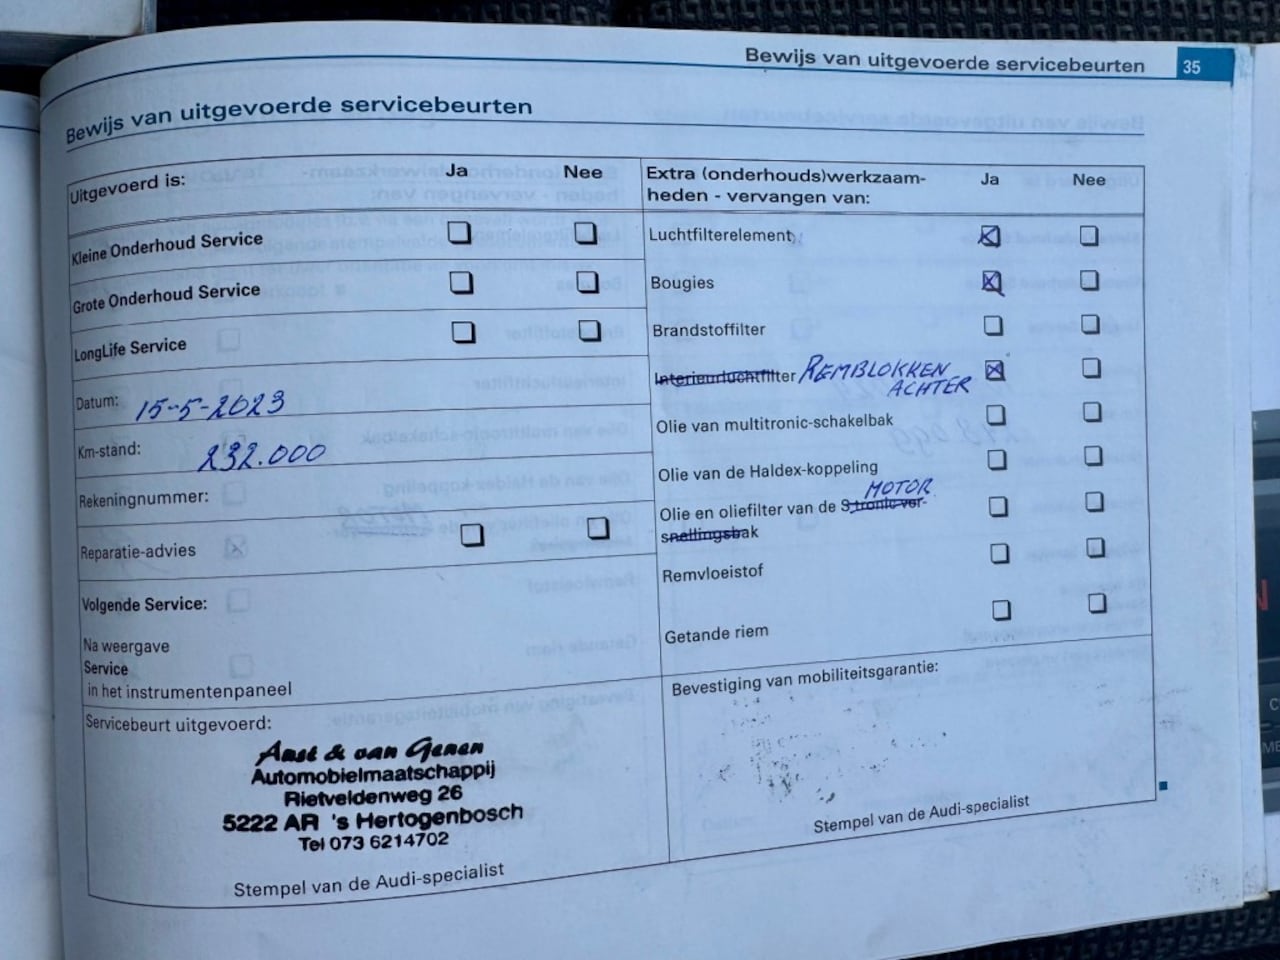 Bewijs van uitgevoerde servicebeurten 35
Bewijs van uitgevoerde servicebeurten
Uitgevoerd is: Ja Nee
Kleine Onderhoud Service
Grote Onderhoud Service
LongLife Service
Datum: 15-5-2023
Km-stand: 232.000
Rekeningnummer:
Reparatie-advies
Volgende Service:
Na weergave
Service
in het instrumentenpaneel
Servicebeurt uitgevoerd:
Automobielmaatschappij
Rietveldenweg 26
5222 AR 's Hertogenbosch
Tel 073 6214702
Stempel van de Audi-specialist
Extra (onderhouds)werkzaam- Ja Nee
heden - vervangen van:
Luchtfilterelement
Bougies
Brandstoffilter
Interieurluchtfilter REMBLOKKEN
ACHTER
Olie van multitronic-schakelbak
Olie van de Haldex-koppeling
MOTOR
Olie en oliefilter van de S tronic ver-
snellingsbak
Remvloeistof
Getande riem
Bevestiging van mobiliteitsgarantie:
Stempel van de Audi-specialist